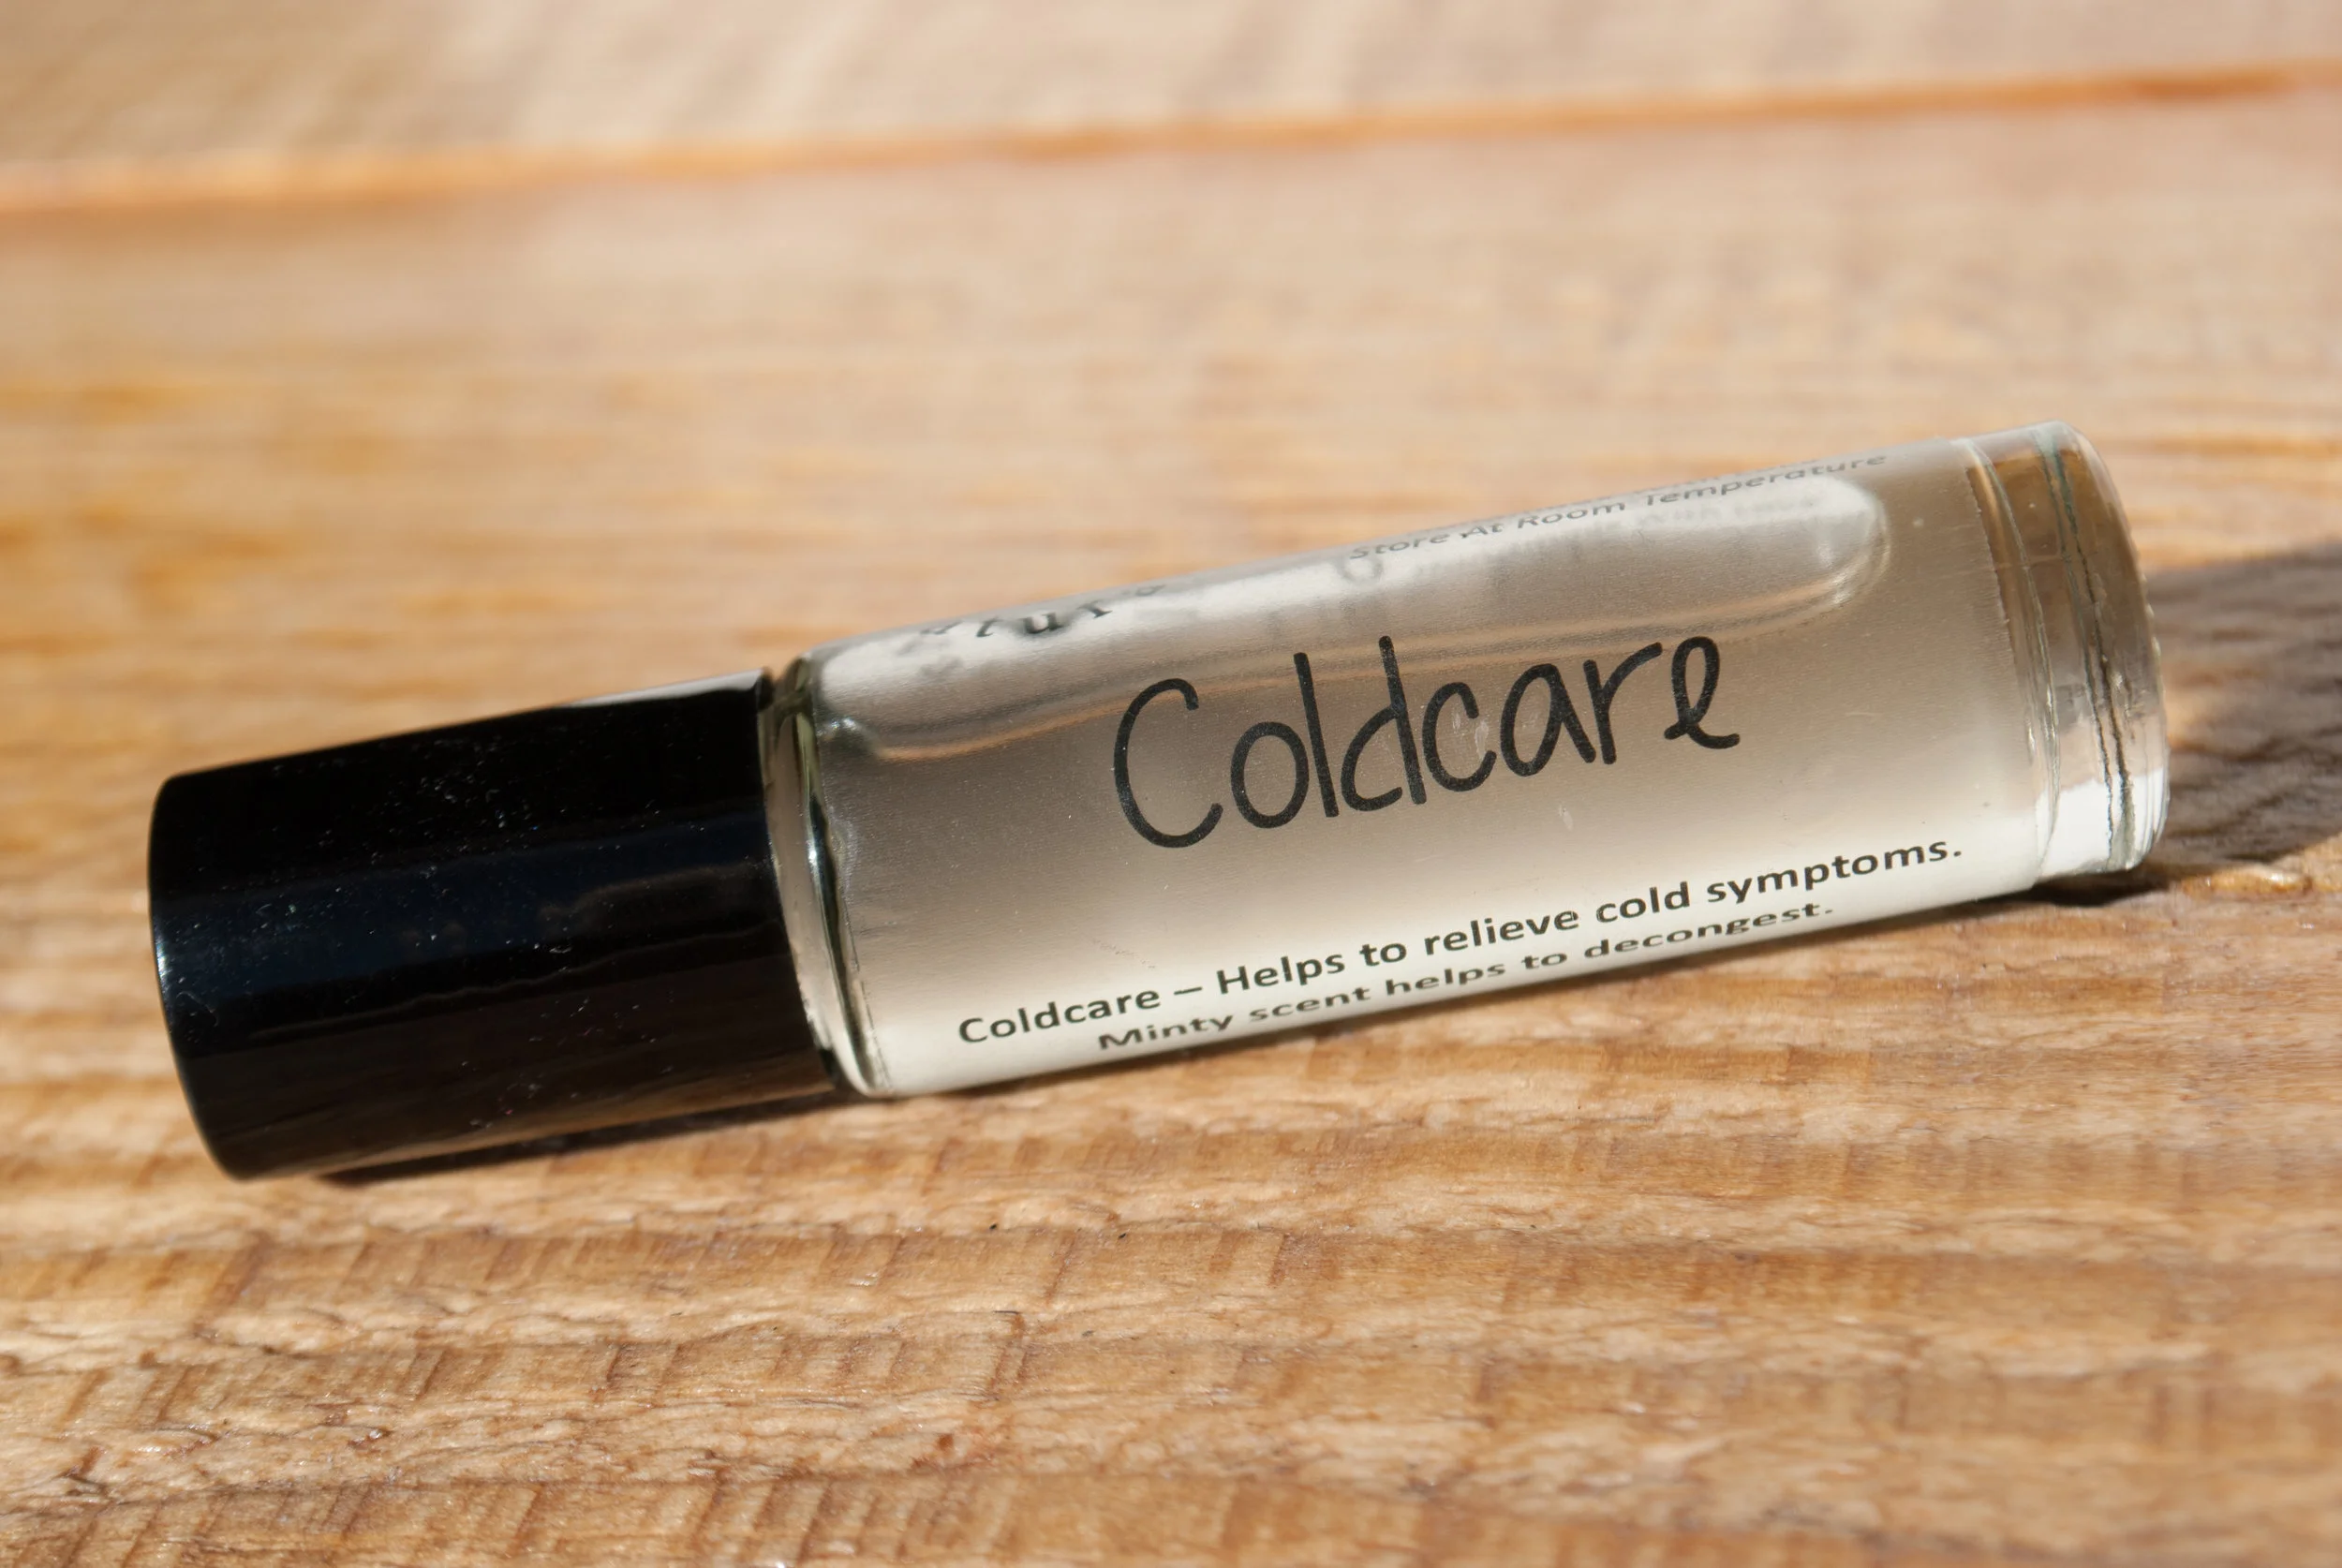 Store At Room Temperature
Coldcare
Coldcare – Helps to relieve cold symptoms.
Minty scent helps to decongest.